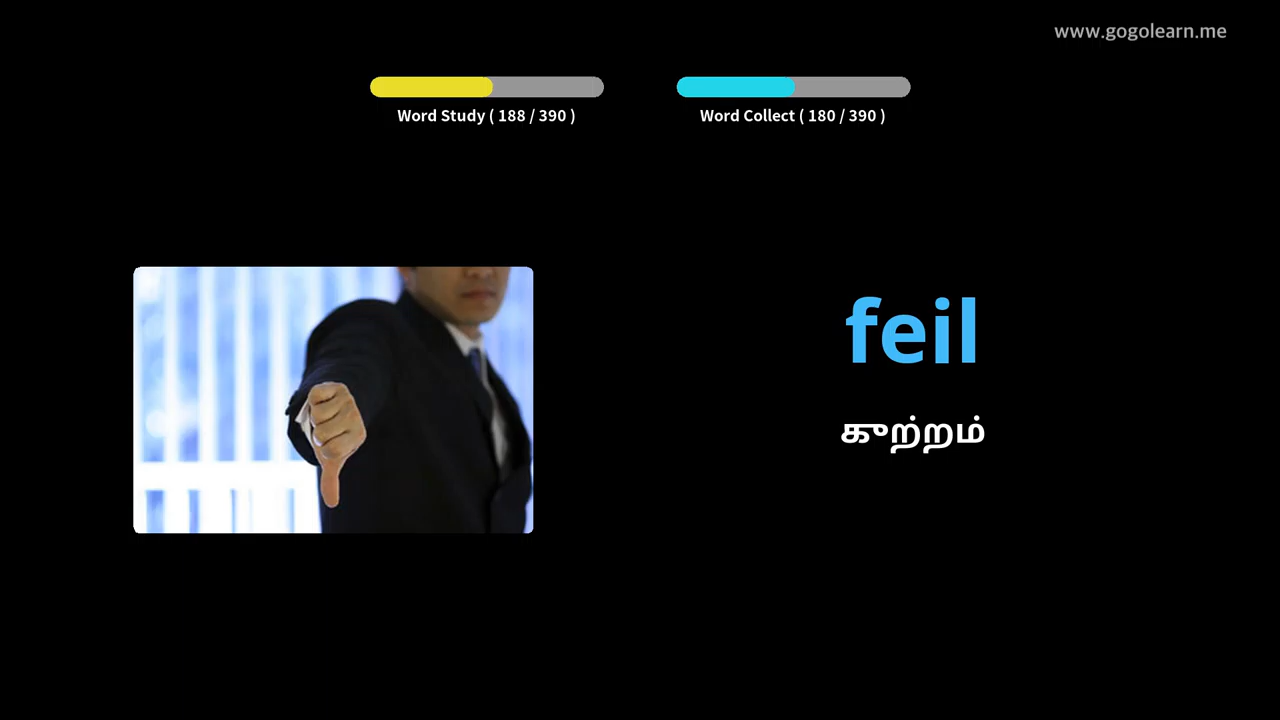 www.gogolearn.me
Word Study ( 188 / 390 )
Word Collect ( 180 / 390 )
feil
குற்றம்